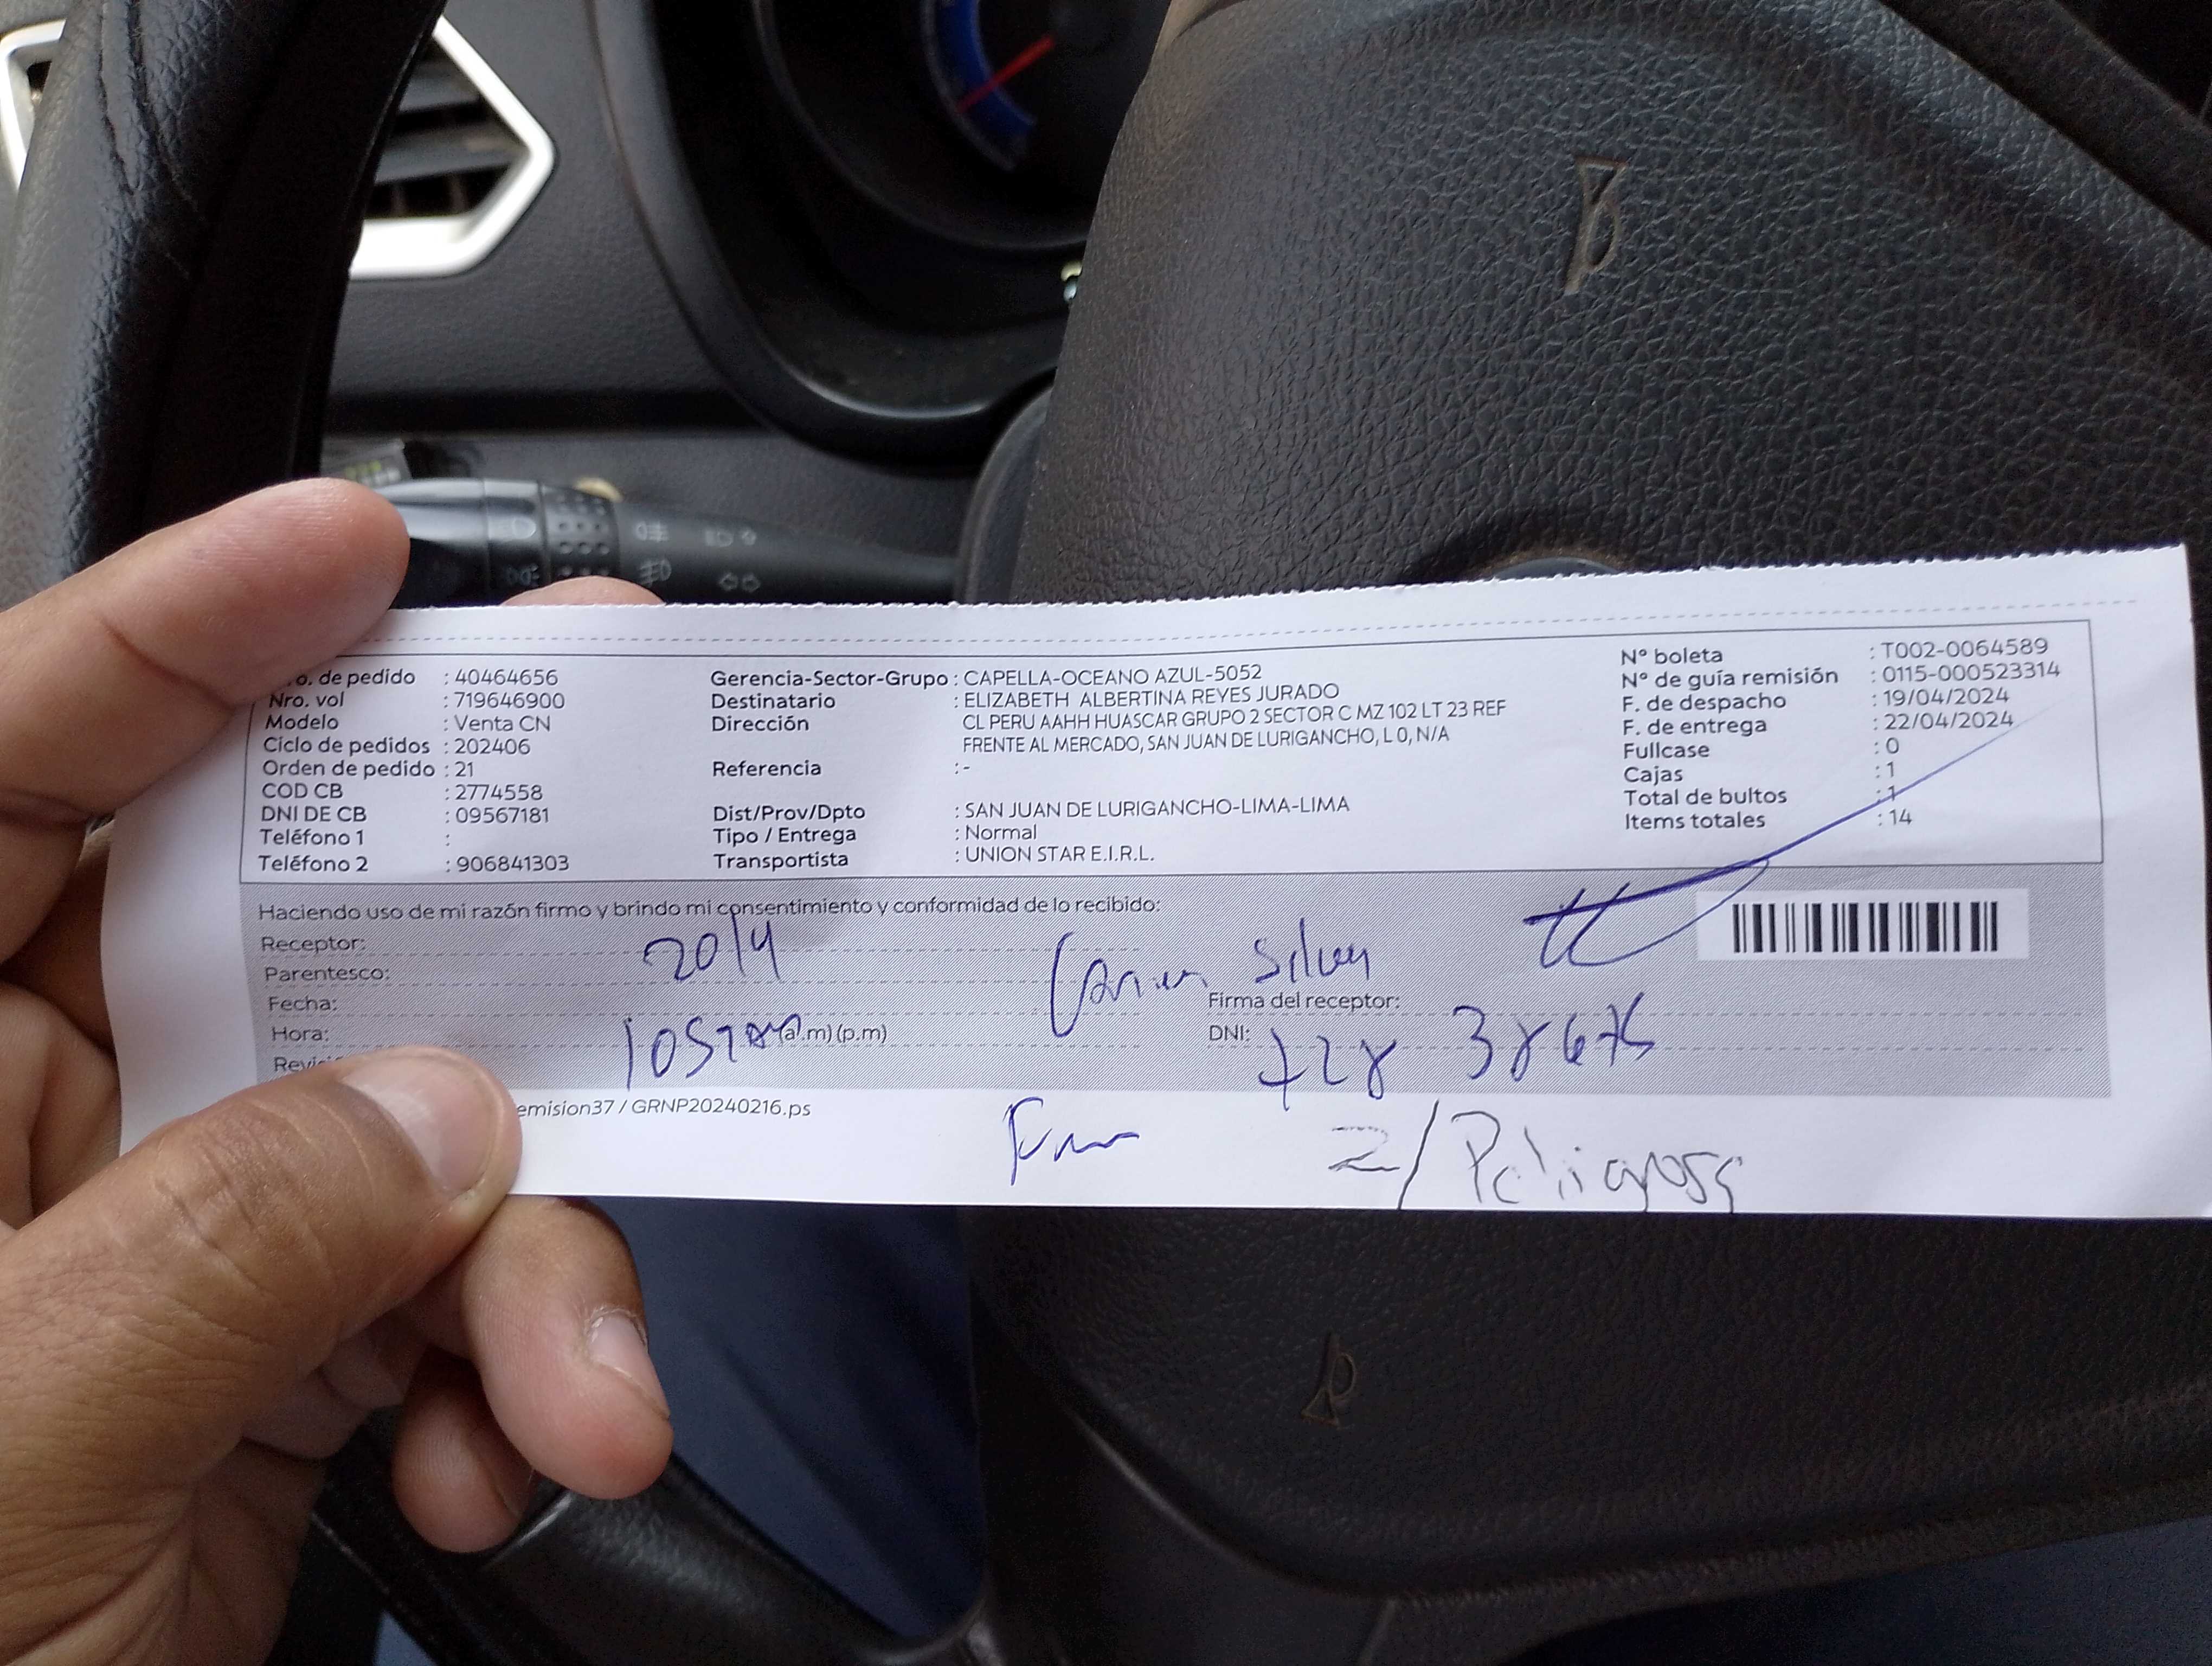 o. de pedido : 40464656
Nro. vol : 719646900
Modelo : Venta CN
Ciclo de pedidos : 202406
Orden de pedido : 21
COD CB : 2774558
DNI DE CB : 09567181
Teléfono 1 :
Teléfono 2 : 906841303
Gerencia-Sector-Grupo : CAPELLA-OCEANO AZUL-5052
Destinatario : ELIZABETH ALBERTINA REYES JURADO
Dirección CL PERU AAHH HUASCAR GRUPO 2 SECTOR C MZ 102 LT 23 REF
FRENTE AL MERCADO, SAN JUAN DE LURIGANCHO, L 0, N/A
Referencia : -
Dist/Prov/Dpto : SAN JUAN DE LURIGANCHO-LIMA-LIMA
Tipo / Entrega : Normal
Transportista : UNION STAR E.I.R.L.
N° boleta : T002-0064589
N° de guía remisión : 0115-000523314
F. de despacho : 19/04/2024
F. de entrega : 22/04/2024
Fullcase : 0
Cajas : 1
Total de bultos : 1
Items totales : 14
Haciendo uso de mi razón firmo y brindo mi consentimiento y conformidad de lo recibido:
Receptor:
Parentesco: 20/4
Silva
Fecha:
Firma del receptor:
Hora: (a.m) (p.m)
DNI:
emision37 / GRNP20240216.ps
Z/Peligrosa